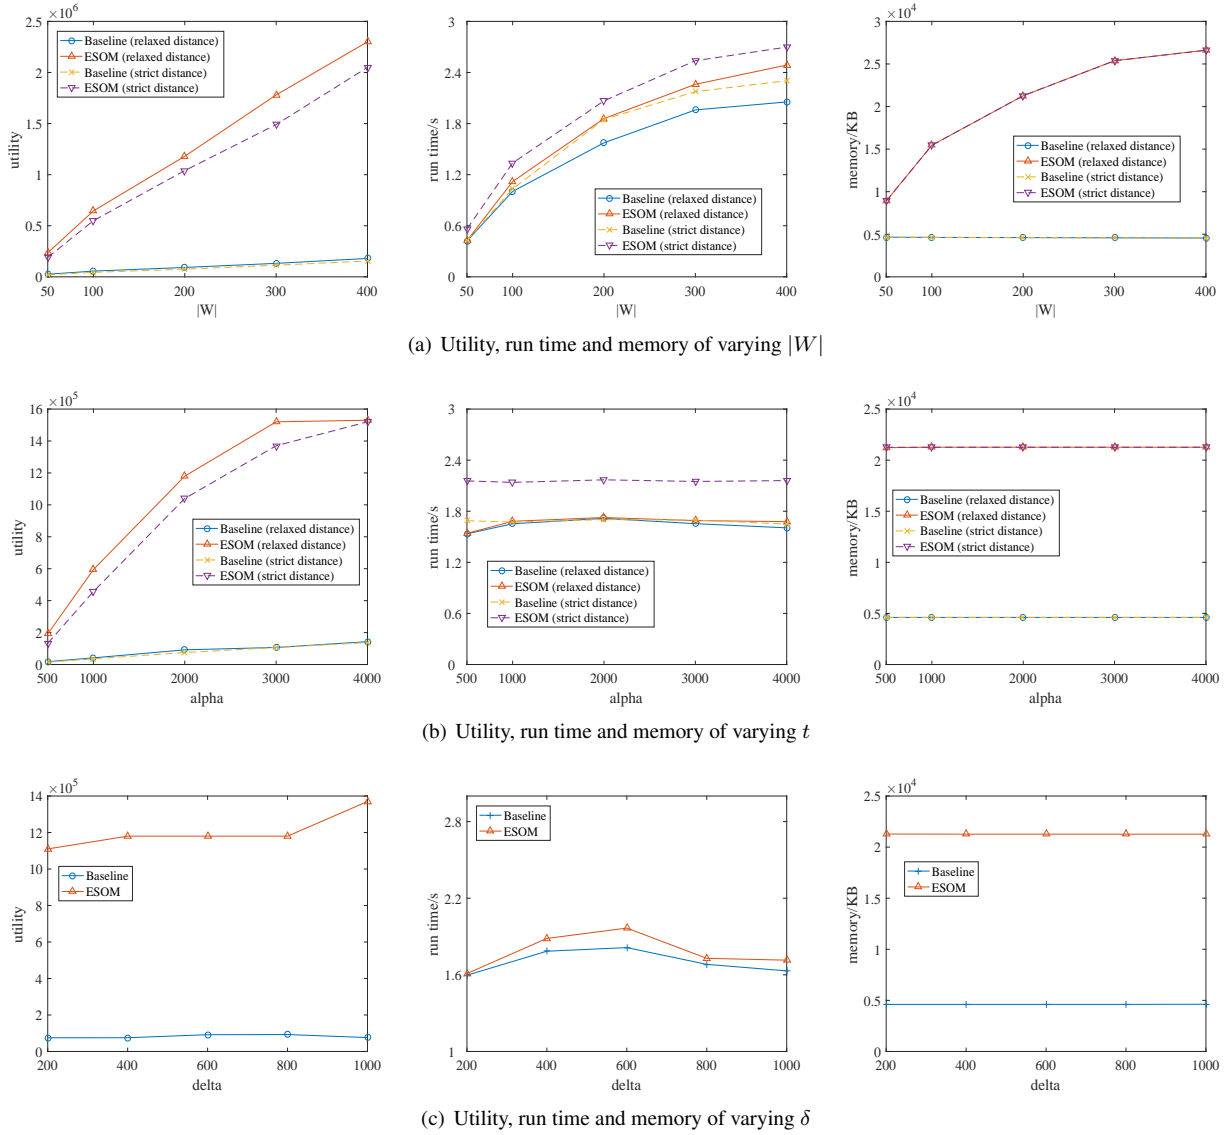 ×10^6
2.5
2
1.5
1
0.5
0
utility
50 100 200 300 400
|W|
Baseline (relaxed distance)
ESOM (relaxed distance)
Baseline (strict distance)
ESOM (strict distance)
3
2.4
1.8
1.2
0.6
0
run time/s
50 100 200 300 400
|W|
Baseline (relaxed distance)
ESOM (relaxed distance)
Baseline (strict distance)
ESOM (strict distance)
×10^4
2.5 3
2.5
2
1.5
1
0.5
0
memory/KB
50 100 200 300 400
|W|
Baseline (relaxed distance)
ESOM (relaxed distance)
Baseline (strict distance)
ESOM (strict distance)
(a) Utility, run time and memory of varying |W|
×10^5
16
14
12
10
8
6
4
2
0
utility
500 1000 2000 3000 4000
alpha
Baseline (relaxed distance)
ESOM (relaxed distance)
Baseline (strict distance)
ESOM (strict distance)
3
2.4
1.8
1.2
0.6
0
run time/s
500 1000 2000 3000 4000
alpha
Baseline (relaxed distance)
ESOM (relaxed distance)
Baseline (strict distance)
ESOM (strict distance)
×10^4
2.5
2
1.5
1
0.5
0
memory/KB
500 1000 2000 3000 4000
alpha
Baseline (relaxed distance)
ESOM (relaxed distance)
Baseline (strict distance)
ESOM (strict distance)
(b) Utility, run time and memory of varying t
×10^5
14
12
10
8
6
4
2
0
utility
200 400 600 800 1000
delta
Baseline
ESOM
2.8
2.2
1.6
1
run time/s
200 400 600 800 1000
delta
Baseline
ESOM
×10^4
2.5
2
1.5
1
0.5
0
memory/KB
200 400 600 800 1000
delta
Baseline
ESOM
(c) Utility, run time and memory of varying δ